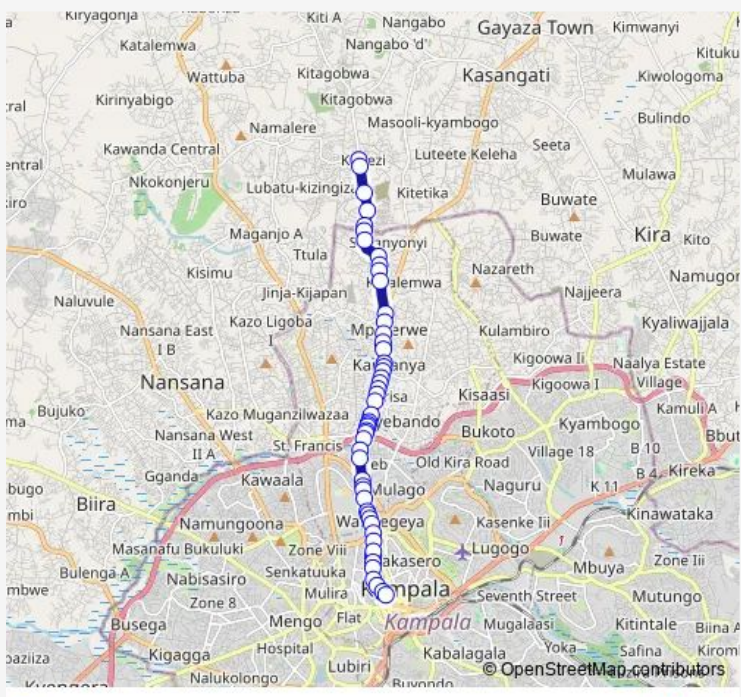 Kiryagonja
Kiti A
Nangabo
Gayaza Town
Kimwanyi
Katalemwa
Nangabo 'd'
Kituku
Wattuba
Kitagobwa
Kasangati
Kiwologoma
Kirinyabigo
Kitagobwa
Bulindo
Namalere
Masooli-kyambogo
Kawanda Central
Luteete Keleha
Seeta
Nkokonjeru
Lubatu-kizingiza
Kitetika
Mulawa
Buwate
Maganjo A
Buwate
Kira
Kito
Ttula
Kisimu
Nazareth
Namugon
Jinja-Kijapan
Najjeera
Naluvule
Kazo Ligoba
I
Kyaliwajjala
Nansana East
I B
Kulambiro
Kigoowa Ii
Naalya Estate
Village
Nansana
Kigoowa I
Kisaasi
Kamuli A
Bujuko
Kazo Muganzilwazaa
Kyambogo
Nansana West
II A
Bukoto
St. Francis
Village 18
B 10
Old Kira Road
Gganda
Kawaala
B 4
Kireka
Mulago
Naguru
K 11
Biira
Kinawataka
Namungoona
Kasenke Iii
Masanafu Bukuluki
Zone Viii
Lugogo
Zone Iii
Bulenga A
Senkatuuka
Mbuya
Nabisasiro
Zone 8
Mulira
Kampala
Seventh Street
Mutungo
Busega
Mengo
Flat
Kampala
Mugalaasi
Kitintale
Biina A
Kigagga
Hospital
Kabalagala
Yoka
Safina
Nalukolongo
Lubiri
© OpenStreetMap contributors